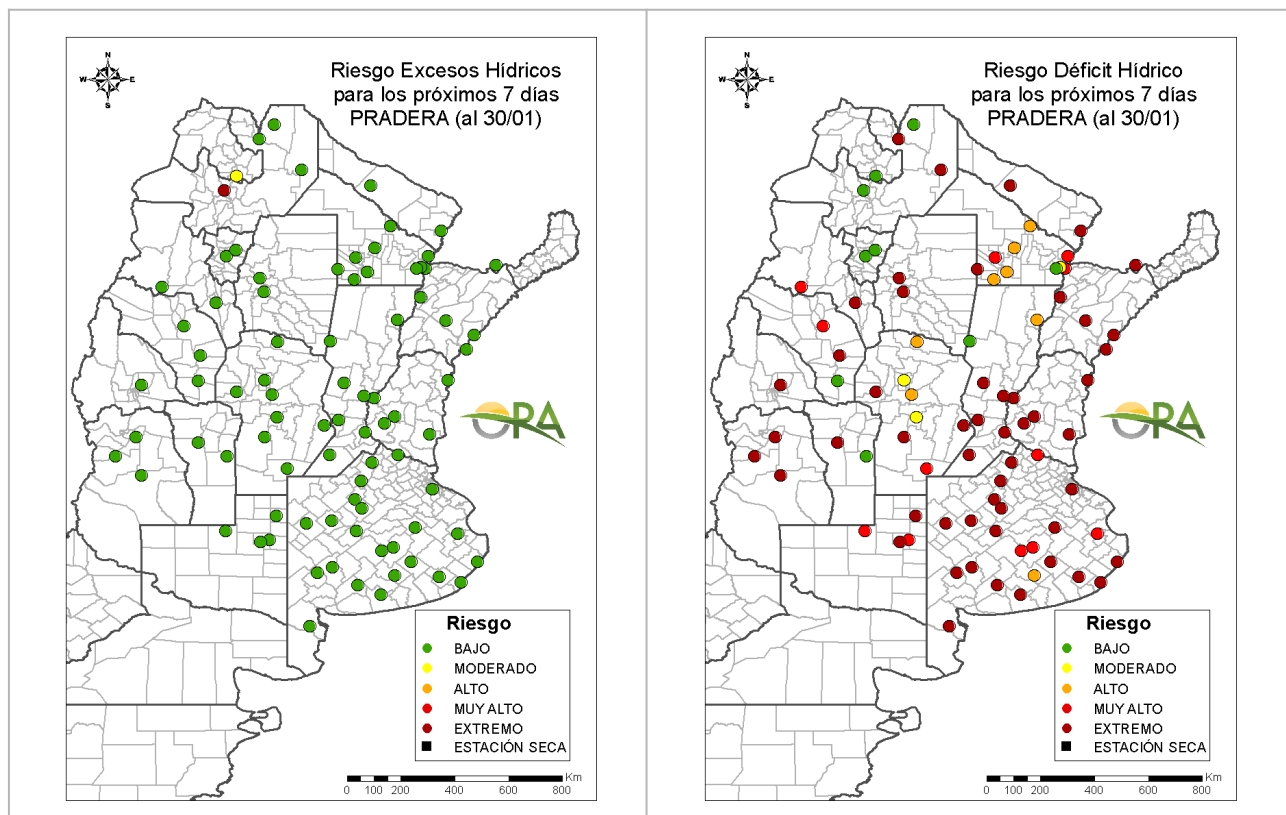 N
W
E
S
Riesgo Excesos Hídricos
para los próximos 7 días
PRADERA (al 30/01)
ORA
Riesgo
BAJO
MODERADO
ALTO
MUY ALTO
EXTREMO
ESTACIÓN SECA
Km
0 100 200 400 600 800
N
W
E
S
Riesgo Déficit Hídrico
para los próximos 7 días
PRADERA (al 30/01)
ORA
Riesgo
BAJO
MODERADO
ALTO
MUY ALTO
EXTREMO
ESTACIÓN SECA
Km
0 100 200 400 600 800